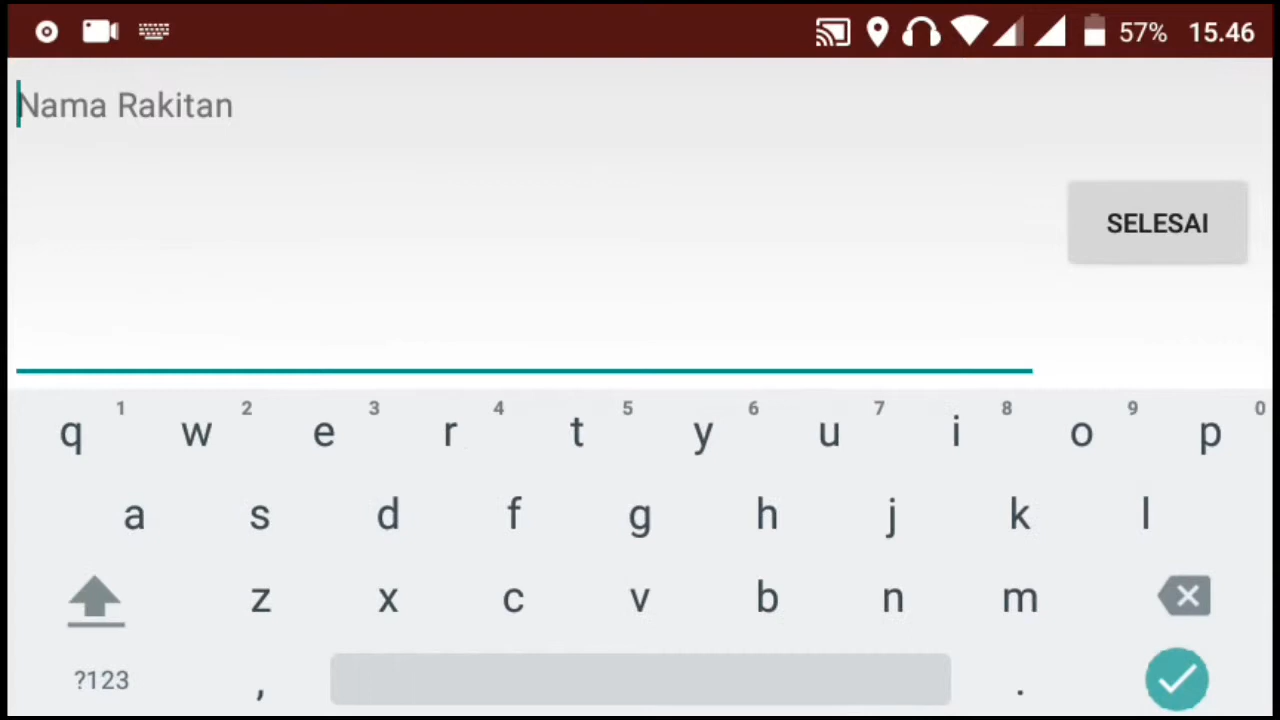 57% 15.46
Nama Rakitan
SELESAI
1 2 3 4 5 6 7 8 9 0
q w e r t y u i o p
a s d f g h j k l
z x c v b n m
?123 , .